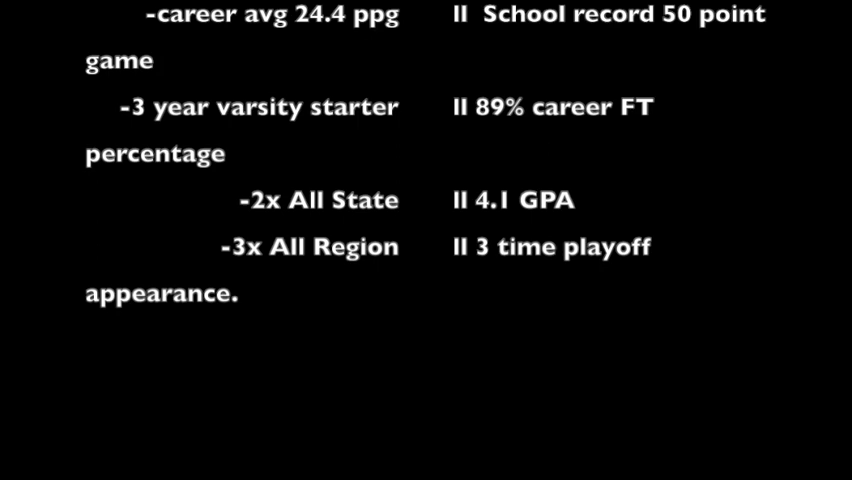 -career avg 24.4 ppg ll School record 50 point
game
-3 year varsity starter ll 89% career FT
percentage
-2x All State ll 4.1 GPA
-3x All Region ll 3 time playoff
appearance.